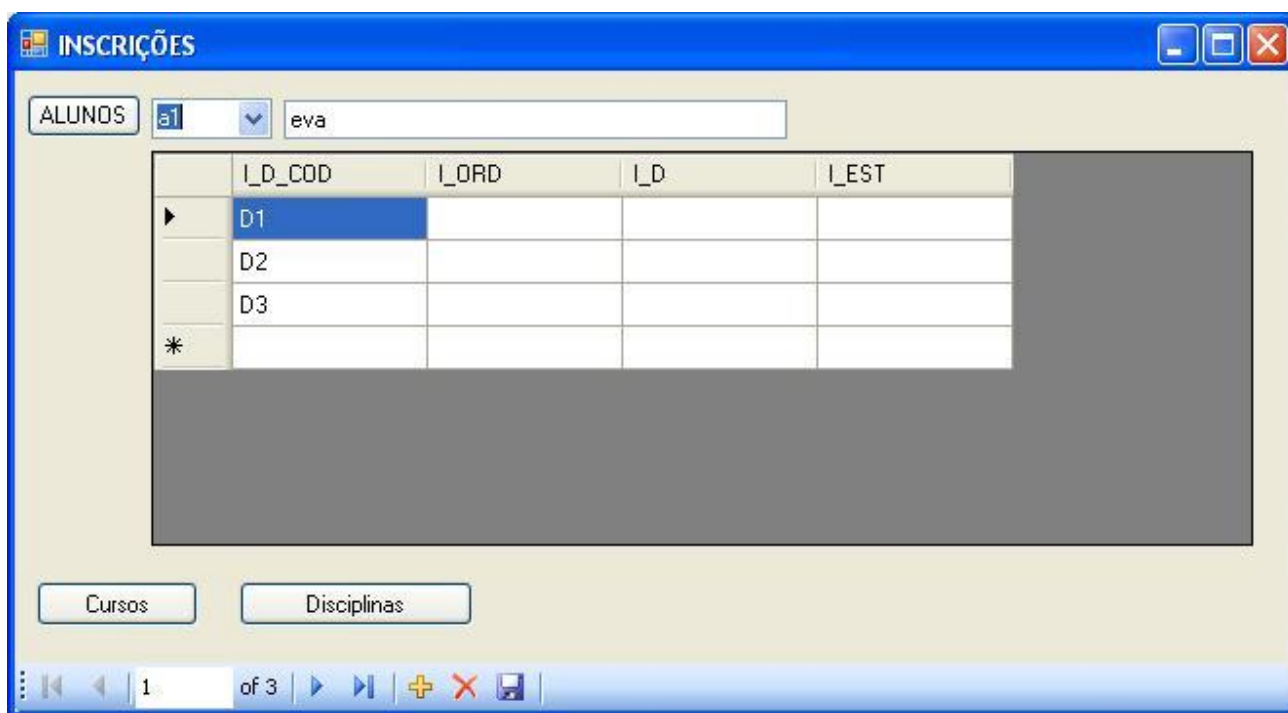 INSCRIÇÕES
ALUNOS a1 eva
I_D_COD I_ORD I_D I_EST
D1
D2
D3
Cursos Disciplinas
1 of 3